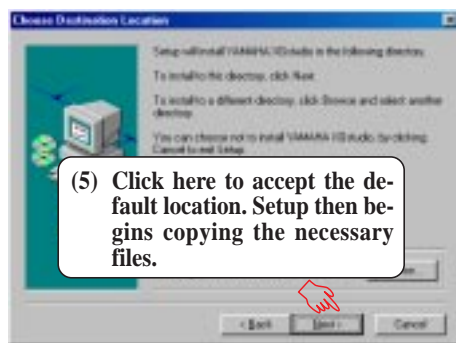 Choose Destination Location
Setup will install YAMAHA XGstudio in the following directory.
To install to this directory, click Next.
To install to a different directory, click Browse and select another
directory.
You can choose not to install YAMAHA XGstudio, by clicking
Cancel to exit Setup.
(5) Click here to accept the de-
fault location. Setup then be-
gins copying the necessary
files.
< Back
Next >
Cancel